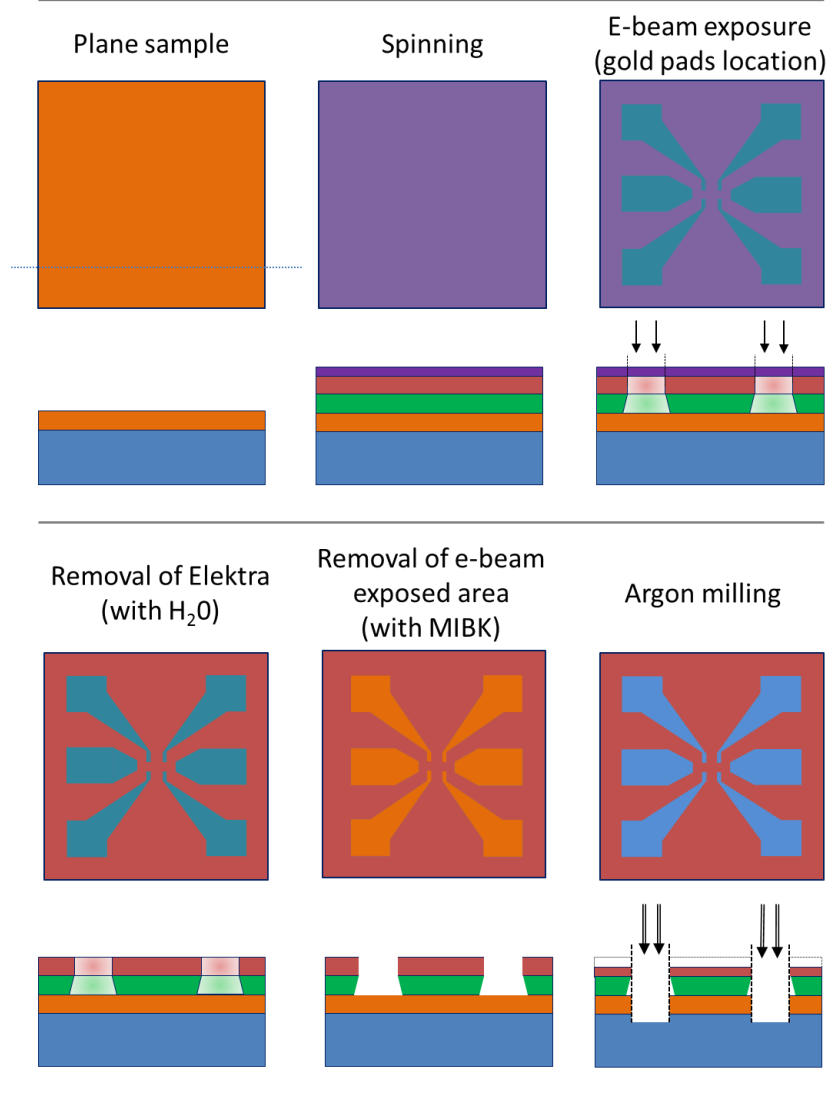 Plane sample
Spinning
E-beam exposure
(gold pads location)
Removal of Elektra
(with H₂0)
Removal of e-beam
exposed area
(with MIBK)
Argon milling